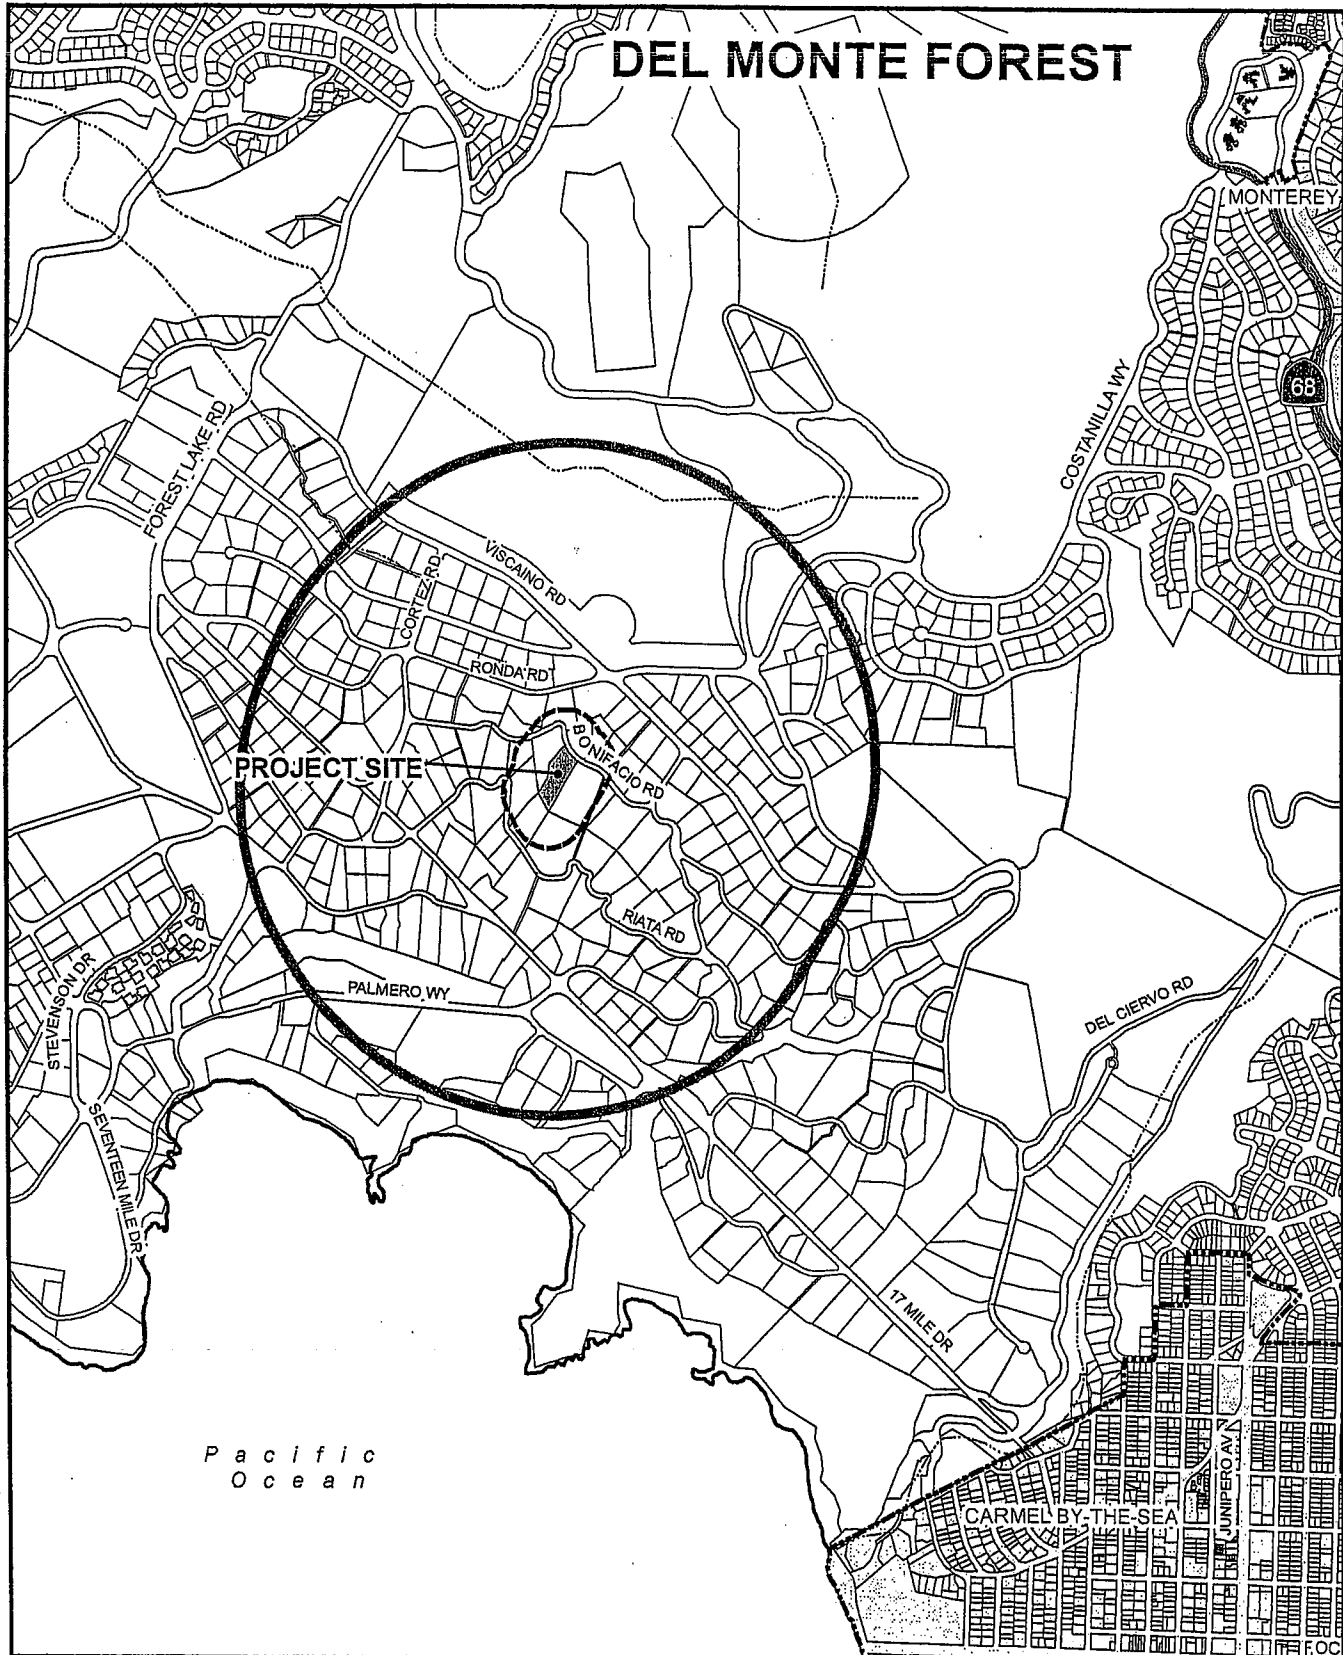 DEL MONTE FOREST
MONTEREY
68
COSTANILLA WY
FOREST LAKE RD
VISCAINO RD
CORTEZ RD
RONDA RD
BONIFACIO RD
PROJECT SITE
RIATA RD
STEVENSON DR
PALMERO WY
DEL CIERVO RD
SEVENTEEN MILE DR
17 MILE DR
Pacific
Ocean
JUNIPERO AV
CARMEL BY-THE-SEA